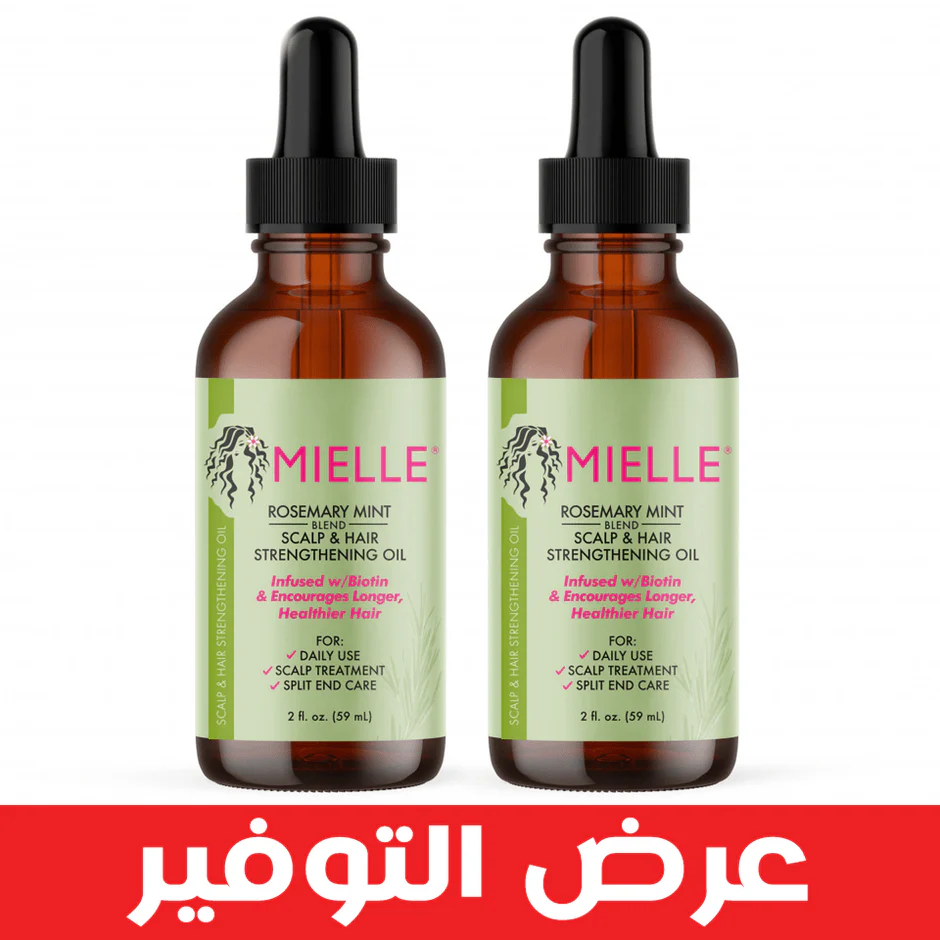 MIELLE®
ROSEMARY MINT
BLEND
SCALP & HAIR
STRENGTHENING OIL
Infused w/Biotin
& Encourages Longer,
Healthier Hair
FOR:
✓ DAILY USE
✓ SCALP TREATMENT
✓ SPLIT END CARE
2 fl. oz. (59 mL)
SCALP & HAIR STRENGTHENING OIL
MIELLE®
ROSEMARY MINT
BLEND
SCALP & HAIR
STRENGTHENING OIL
Infused w/Biotin
& Encourages Longer,
Healthier Hair
FOR:
✓ DAILY USE
✓ SCALP TREATMENT
✓ SPLIT END CARE
2 fl. oz. (59 mL)
SCALP & HAIR STRENGTHENING OIL
عرض التوفير